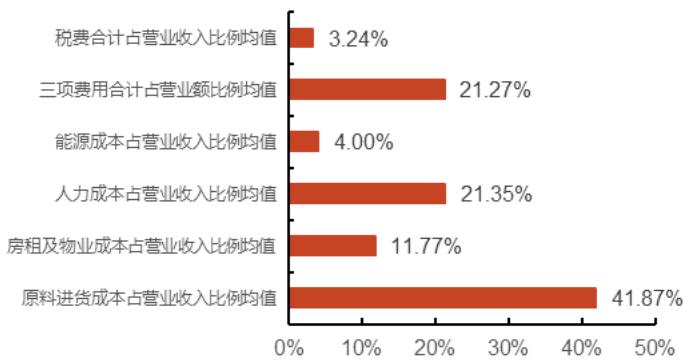 税费合计占营业收入比例均值 3.24%
三项费用合计占营业额比例均值 21.27%
能源成本占营业收入比例均值 4.00%
人力成本占营业收入比例均值 21.35%
房租及物业成本占营业收入比例均值 11.77%
原料进货成本占营业收入比例均值 41.87%
0% 10% 20% 30% 40% 50%